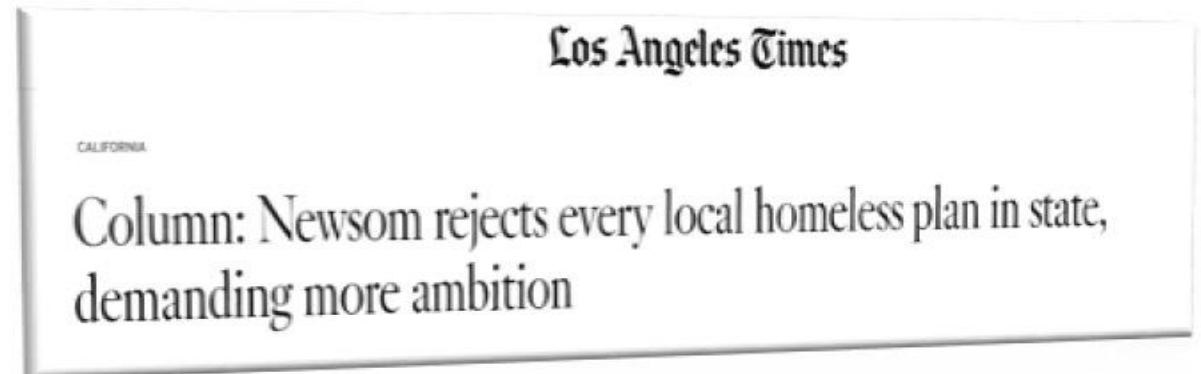 Los Angeles Times
CALIFORNIA
Column: Newsom rejects every local homeless plan in state,
demanding more ambition